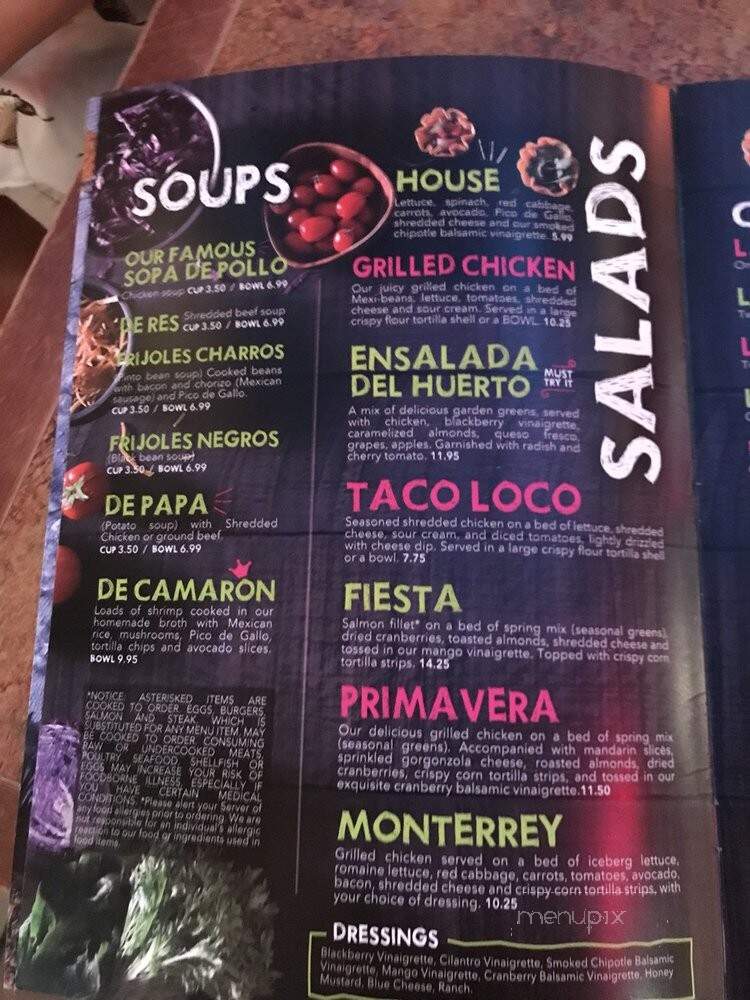 SOUPS
OUR FAMOUS
SOPA DE POLLO
Chicken soup CUP 3.50 / BOWL 6.99
DE RES Shredded beef soup
CUP 3.50 / BOWL 6.99
FRIJOLES CHARROS
(Pinto bean soup) Cooked beans
with bacon and chorizo (Mexican
sausage) and Pico de Gallo.
CUP 3.50 / BOWL 6.99
FRIJOLES NEGROS
(Black bean soup)
CUP 3.50 / BOWL 6.99
DE PAPA
(Potato soup) with Shredded
Chicken or ground beef.
CUP 3.50 / BOWL 6.99
DE CAMARON
Loads of shrimp cooked in our
homemade broth with Mexican
rice, mushrooms, Pico de Gallo,
tortilla chips and avocado slices.
BOWL 9.95
*NOTICE: ASTERISKED ITEMS ARE
COOKED TO ORDER. EGGS, BURGERS,
SALMON AND STEAK, WHICH IS
SUBSTITUTED FOR ANY MENU ITEM, MAY
BE COOKED TO ORDER. CONSUMING
RAW OR UNDERCOOKED MEATS,
POULTRY, SEAFOOD, SHELLFISH OR
EGGS MAY INCREASE YOUR RISK OF
FOODBORNE ILLNESS, ESPECIALLY IF
YOU HAVE CERTAIN MEDICAL
CONDITIONS. *Please alert your Server of
any food allergies prior to ordering. We are
not responsible for an individual's allergic
reaction to our food or ingredients used in
food items.
SALADS
HOUSE
Lettuce, spinach, red cabbage,
carrots, avocado, Pico de Gallo,
shredded cheese and our smoked
chipotle balsamic vinaigrette. 5.99
GRILLED CHICKEN
Our juicy grilled chicken on a bed of
Mexi-beans, lettuce, tomatoes, shredded
cheese and sour cream. Served in a large
crispy flour tortilla shell or a BOWL. 10.25
ENSALADA
DEL HUERTO
MUST
TRY IT
A mix of delicious garden greens, served
with chicken, blackberry vinaigrette,
caramelized almonds, queso fresco,
grapes, apples. Garnished with radish and
cherry tomato. 11.95
TACO LOCO
Seasoned shredded chicken on a bed of lettuce, shredded
cheese, sour cream, and diced tomatoes, lightly drizzled
with cheese dip. Served in a large crispy flour tortilla shell
or a bowl. 7.75
FIESTA
Salmon fillet* on a bed of spring mix (seasonal greens),
dried cranberries, toasted almonds, shredded cheese and
tossed in our mango vinaigrette. Topped with crispy corn
tortilla strips. 14.25
PRIMAVERA
Our delicious grilled chicken on a bed of spring mix
(seasonal greens). Accompanied with mandarin slices,
sprinkled gorgonzola cheese, roasted almonds, dried
cranberries, crispy corn tortilla strips, and tossed in our
exquisite cranberry balsamic vinaigrette. 11.50
MONTERREY
Grilled chicken served on a bed of iceberg lettuce,
romaine lettuce, red cabbage, carrots, tomatoes, avocado,
bacon, shredded cheese and crispy corn tortilla strips, with
your choice of dressing. 10.25
menupix
DRESSINGS
Blackberry Vinaigrette, Cilantro Vinaigrette, Smoked Chipotle Balsamic
Vinaigrette, Mango Vinaigrette, Cranberry Balsamic Vinaigrette, Honey
Mustard, Blue Cheese, Ranch.